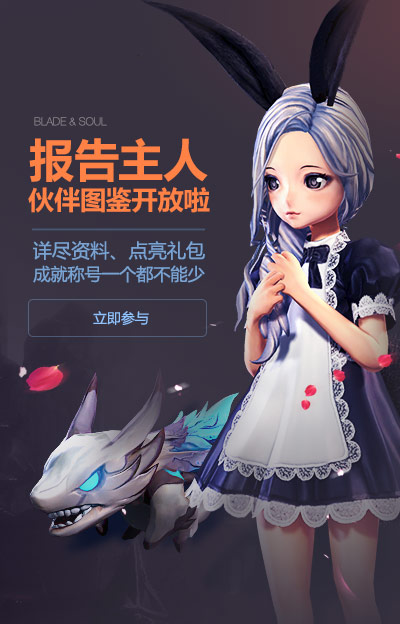 BLADE & SOUL
报告主人
伙伴图鉴开放啦
详尽资料、点亮礼包
成就称号一个都不能少
立即参与